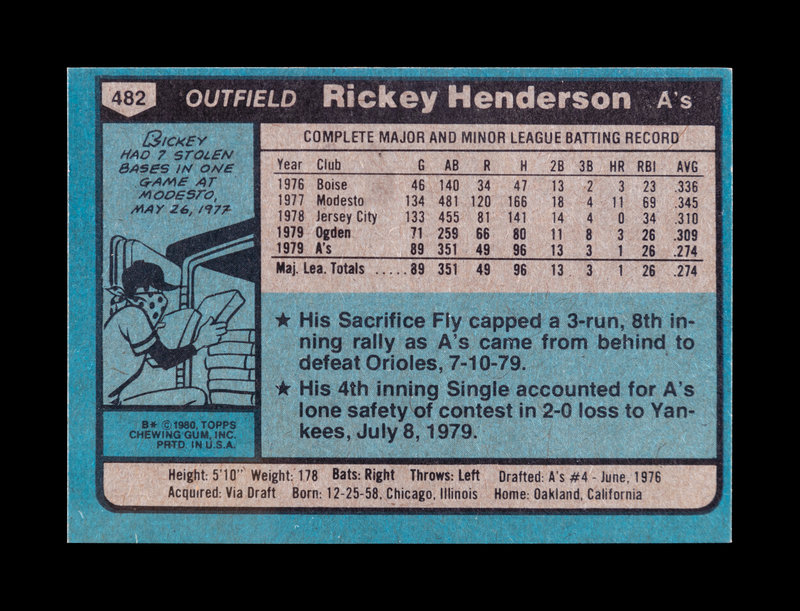 482 OUTFIELD Rickey Henderson A's
RICKEY
HAD 7 STOLEN
BASES IN ONE
GAME AT
MODESTO,
MAY 26, 1977
COMPLETE MAJOR AND MINOR LEAGUE BATTING RECORD
Year Club G AB R H 2B 3B HR RBI AVG
1976 Boise 46 140 34 47 13 2 3 23 .336
1977 Modesto 134 481 120 166 18 4 11 69 .345
1978 Jersey City 133 455 81 141 14 4 0 34 .310
1979 Ogden 71 259 66 80 11 8 3 26 .309
1979 A's 89 351 49 96 13 3 1 26 .274
Maj. Lea. Totals ..... 89 351 49 96 13 3 1 26 .274
★ His Sacrifice Fly capped a 3-run, 8th in-
ning rally as A's came from behind to
defeat Orioles, 7-10-79.
★ His 4th inning Single accounted for A's
lone safety of contest in 2-0 loss to Yan-
kees, July 8, 1979.
B* © 1980, TOPPS
CHEWING GUM, INC.
PRTD. IN U.S.A.
Height: 5'10" Weight: 178 Bats: Right Throws: Left Drafted: A's #4 - June, 1976
Acquired: Via Draft Born: 12-25-58, Chicago, Illinois Home: Oakland, California